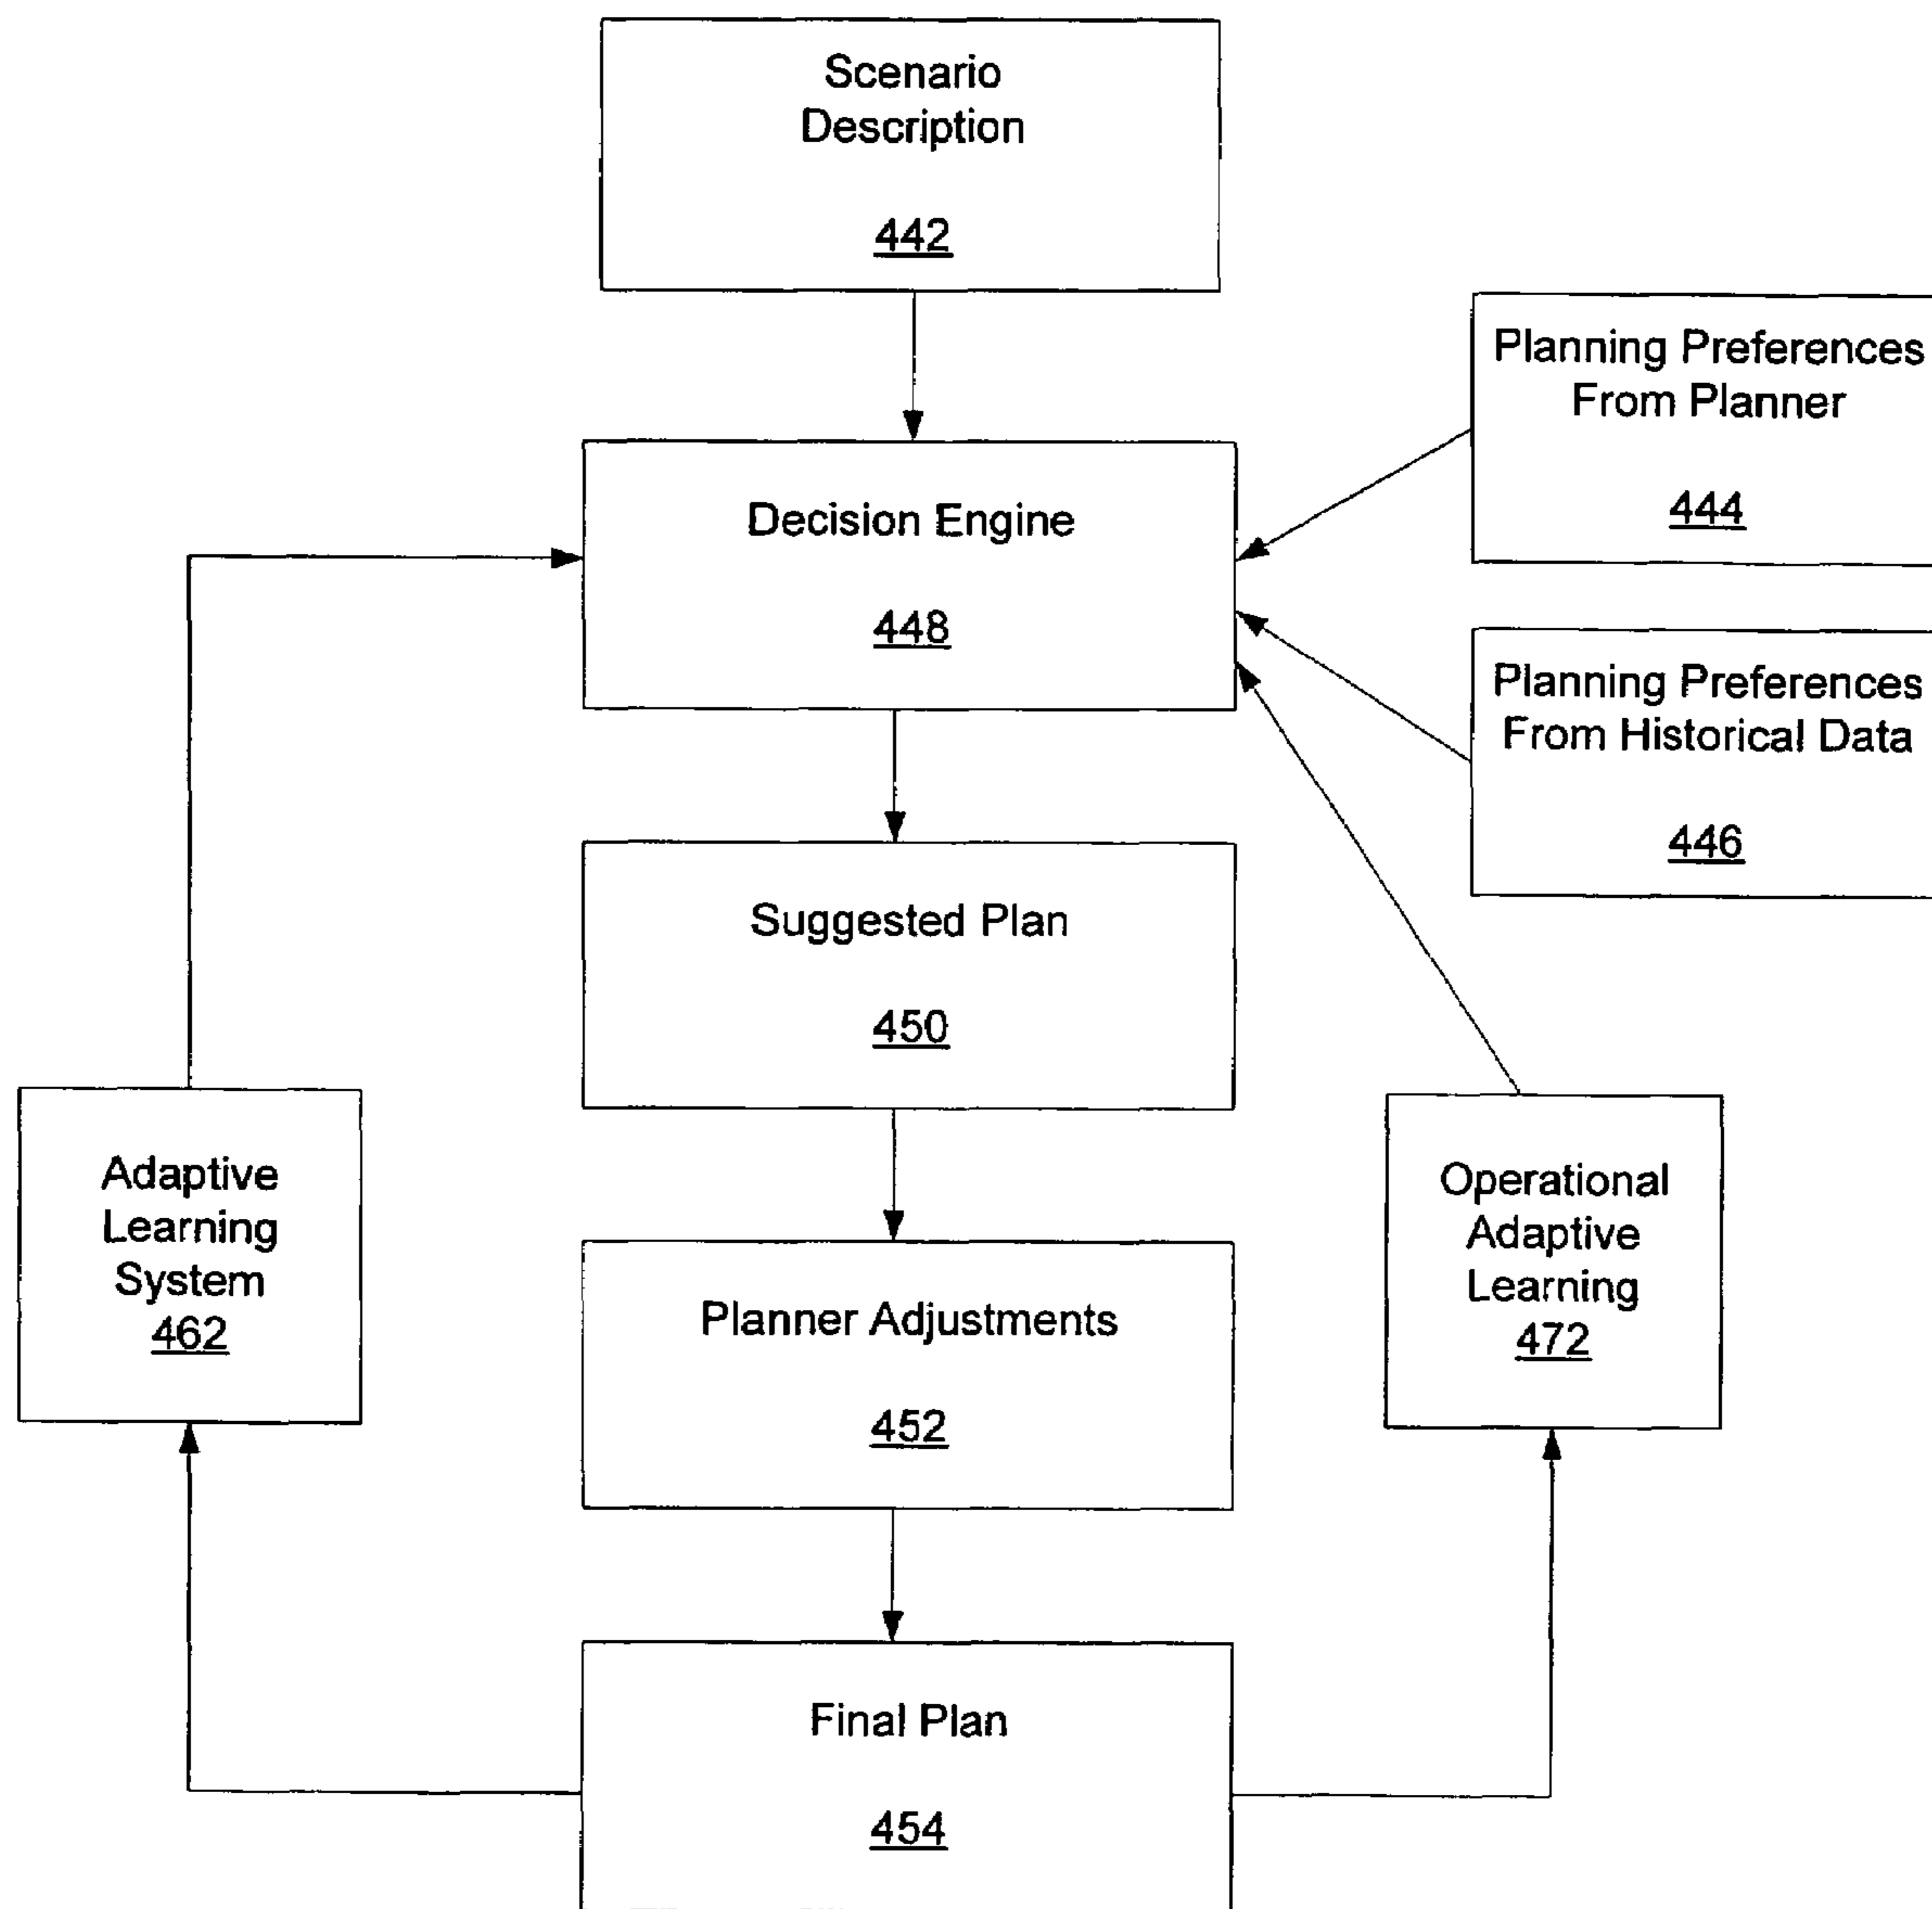 Scenario
Description
442
Planning Preferences
From Planner
444
Decision Engine
448
Planning Preferences
From Historical Data
446
Suggested Plan
450
Adaptive
Learning
System
462
Operational
Adaptive
Learning
472
Planner Adjustments
452
Final Plan
454